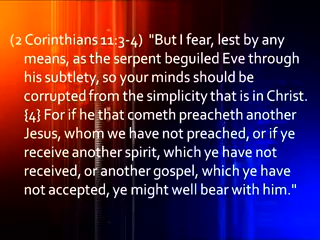 (2 Corinthians 11:3-4)  "But I fear, lest by any
means, as the serpent beguiled Eve through
his subtlety, so your minds should be
corrupted from the simplicity that is in Christ.
{4} For if he that cometh preacheth another
Jesus, whom we have not preached, or if ye
receive another spirit, which ye have not
received, or another gospel, which ye have
not accepted, ye might well bear with him."